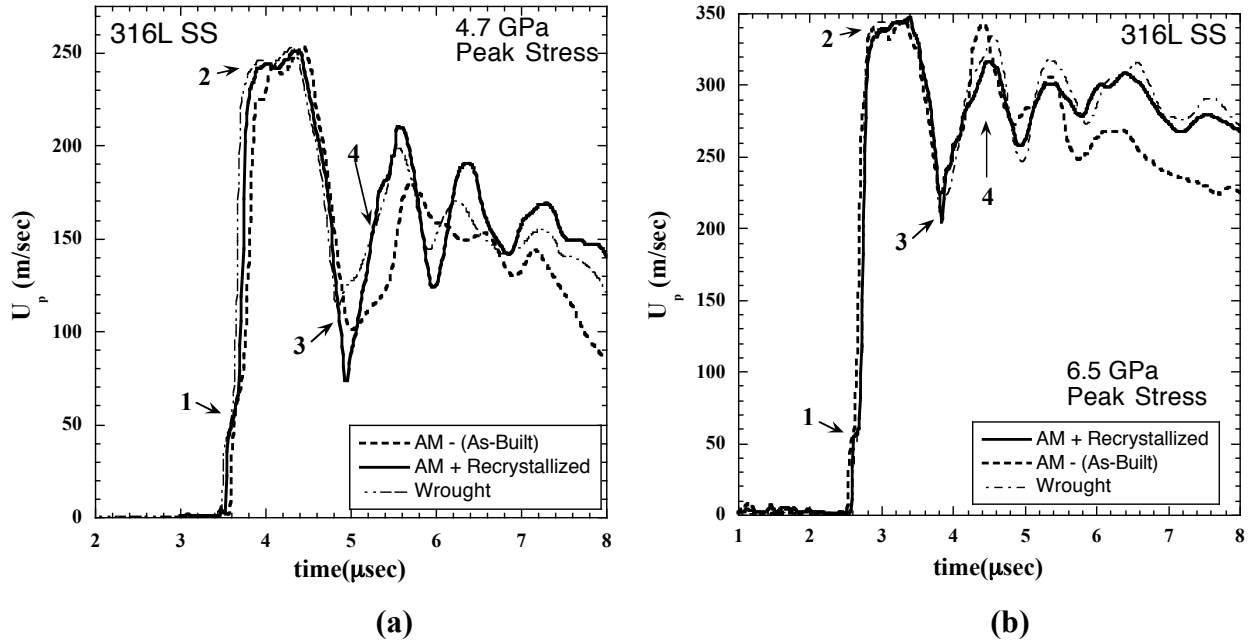 316L SS
4.7 GPa
Peak Stress
250
200
150
100
50
0
2
3
4
5
6
7
8
U_p (m/sec)
time(μsec)
1
2
3
4
AM - (As-Built)
AM + Recrystallized
Wrought
(a)
316L SS
6.5 GPa
Peak Stress
350
300
250
200
150
100
50
0
1
2
3
4
5
6
7
8
U_p (m/sec)
time(μsec)
1
2
3
4
AM + Recrystallized
AM - (As-Built)
Wrought
(b)